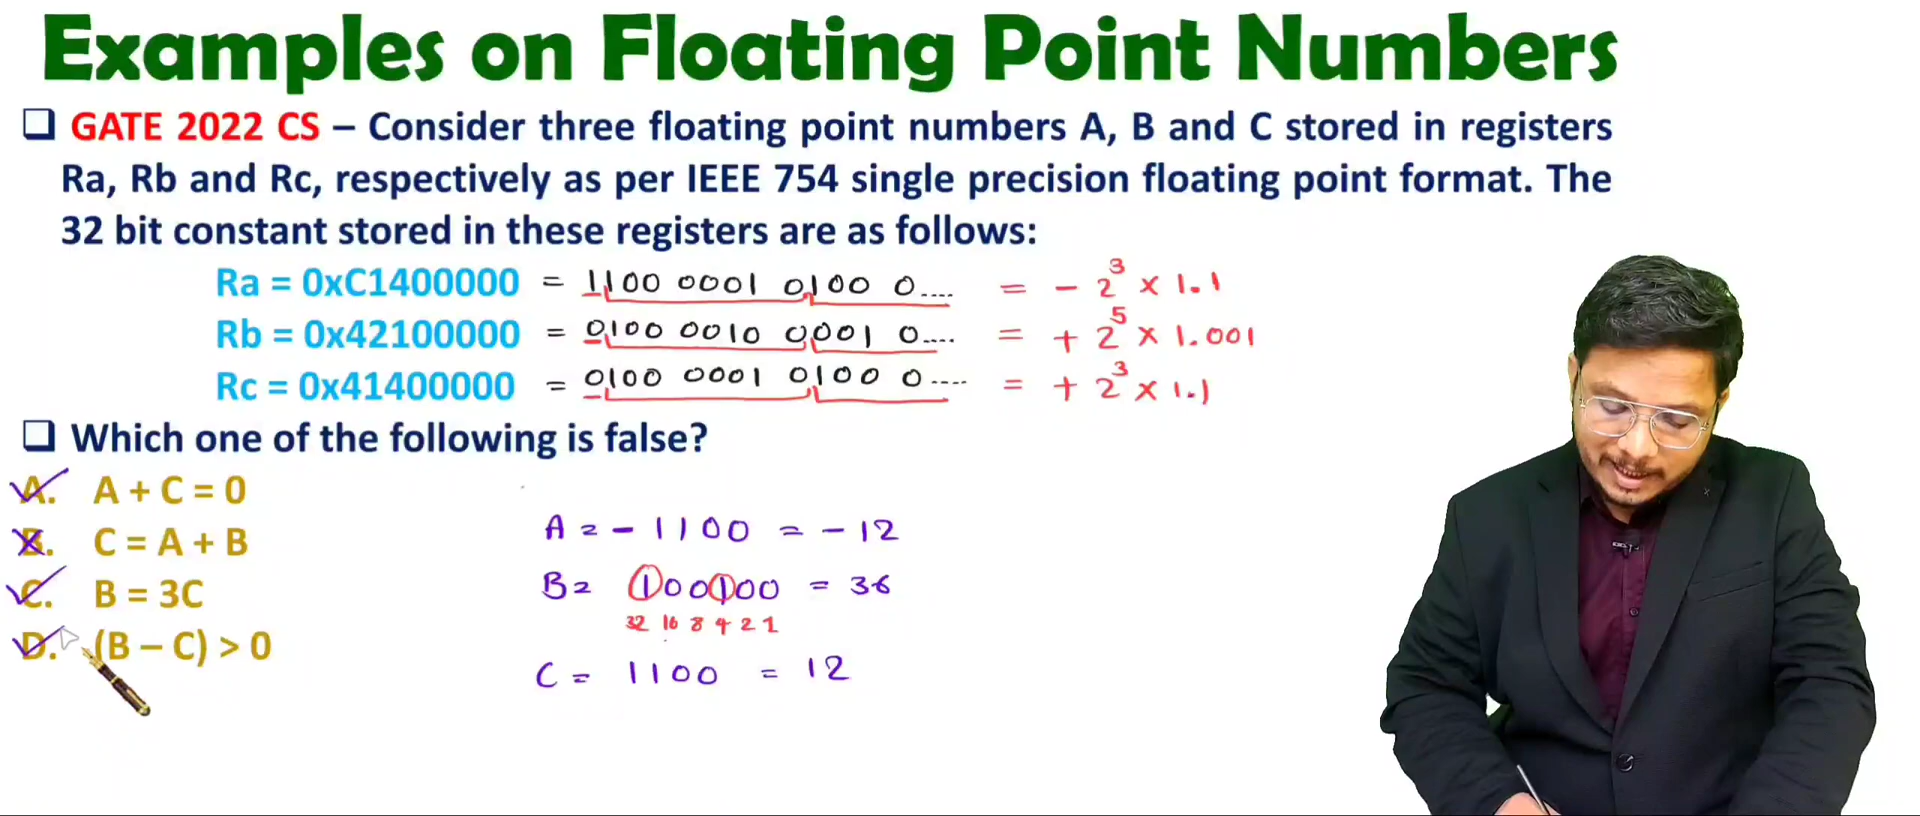 Examples on Floating Point Numbers
❑ GATE 2022 CS – Consider three floating point numbers A, B and C stored in registers
Ra, Rb and Rc, respectively as per IEEE 754 single precision floating point format. The
32 bit constant stored in these registers are as follows:
Ra = 0xC1400000 = 1100 0001 0100 0.... = - 2^3 × 1.1
Rb = 0x42100000 = 0100 0010 0001 0.... = + 2^5 × 1.001
Rc = 0x41400000 = 0100 0001 0100 0.... = + 2^3 × 1.1
❑ Which one of the following is false?
A. A + C = 0
B. C = A + B
C. B = 3C
D. (B – C) > 0
A = - 1100 = - 12
B = 100100 = 36
32 16 8 4 2 1
C = 1100 = 12